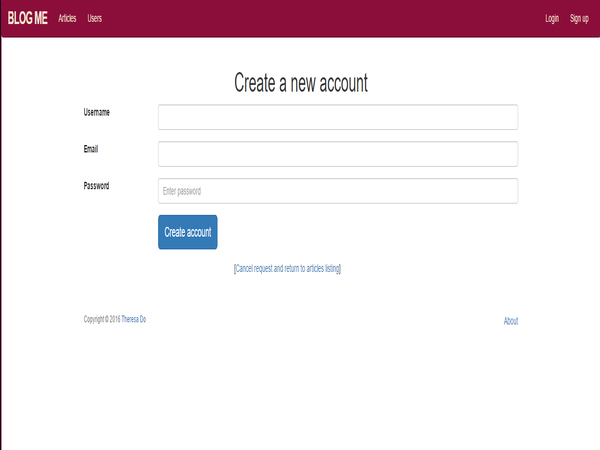 BLOG ME Articles Users Login Sign up
Create a new account
Username
Email
Password Enter password
Create account
[Cancel request and return to articles listing]
Copyright © 2016 Theresa Do About